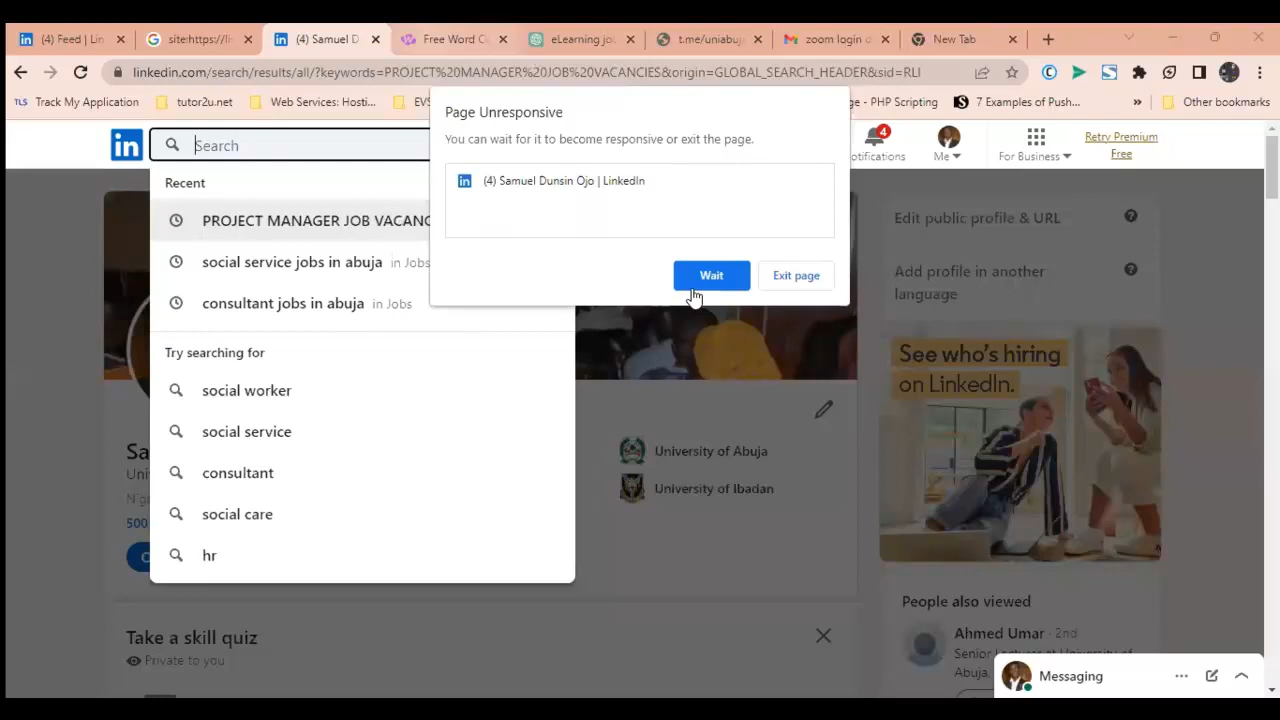 (4) Feed | Lin
site:https://li
(4) Samuel D
Free Word C
eLearning jo
t.me/uniabuj
zoom login d
New Tab
linkedin.com/search/results/all/?keywords=PROJECT%20MANAGER%20JOB%20VACANCIES&origin=GLOBAL_SEARCH_HEADER&sid=RLI
TLS Track My Application
tutor2u.net
Web Services: Hosti...
EVS
ge - PHP Scripting
7 Examples of Push...
»
Other bookmarks
Page Unresponsive
You can wait for it to become responsive or exit the page.
(4) Samuel Dunsin Ojo | LinkedIn
Wait
Exit page
in
Search
4
otifications
Me
For Business
Retry Premium
Free
Recent
PROJECT MANAGER JOB VACANC
social service jobs in abuja in Jobs
consultant jobs in abuja in Jobs
Try searching for
social worker
social service
consultant
social care
hr
Edit public profile & URL
Add profile in another
language
See who's hiring
on LinkedIn.
Sa
Uni
Nig
500
University of Abuja
University of Ibadan
Take a skill quiz
Private to you
People also viewed
Ahmed Umar · 2nd
Senior Lecturer at University of
Abuja,
Messaging